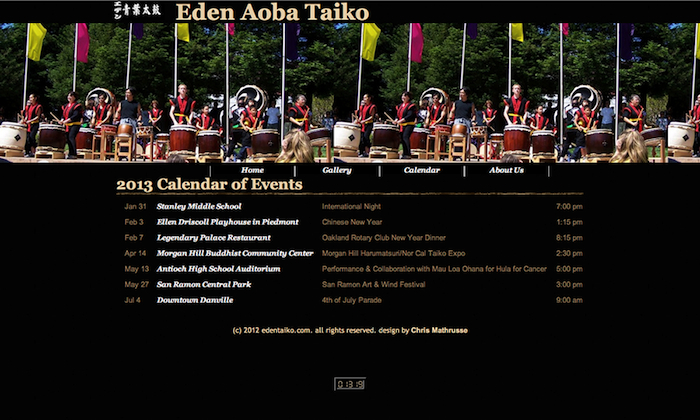 エデン 青葉太鼓 Eden Aoba Taiko
Home Gallery Calendar About Us
2013 Calendar of Events
Jan 31 Stanley Middle School International Night 7:00 pm
Feb 3 Ellen Driscoll Playhouse in Piedmont Chinese New Year 1:15 pm
Feb 7 Legendary Palace Restaurant Oakland Rotary Club New Year Dinner 8:15 pm
Apr 14 Morgan Hill Buddhist Community Center Morgan Hill Harumatsuri/Nor Cal Taiko Expo 2:30 pm
May 13 Antioch High School Auditorium Performance & Collaboration with Mau Loa Ohana for Hula for Cancer 5:00 pm
May 27 San Ramon Central Park San Ramon Art & Wind Festival 3:00 pm
Jul 4 Downtown Danville 4th of July Parade 9:00 am
(c) 2012 edentaiko.com. all rights reserved. design by Chris Mathrusso
01319